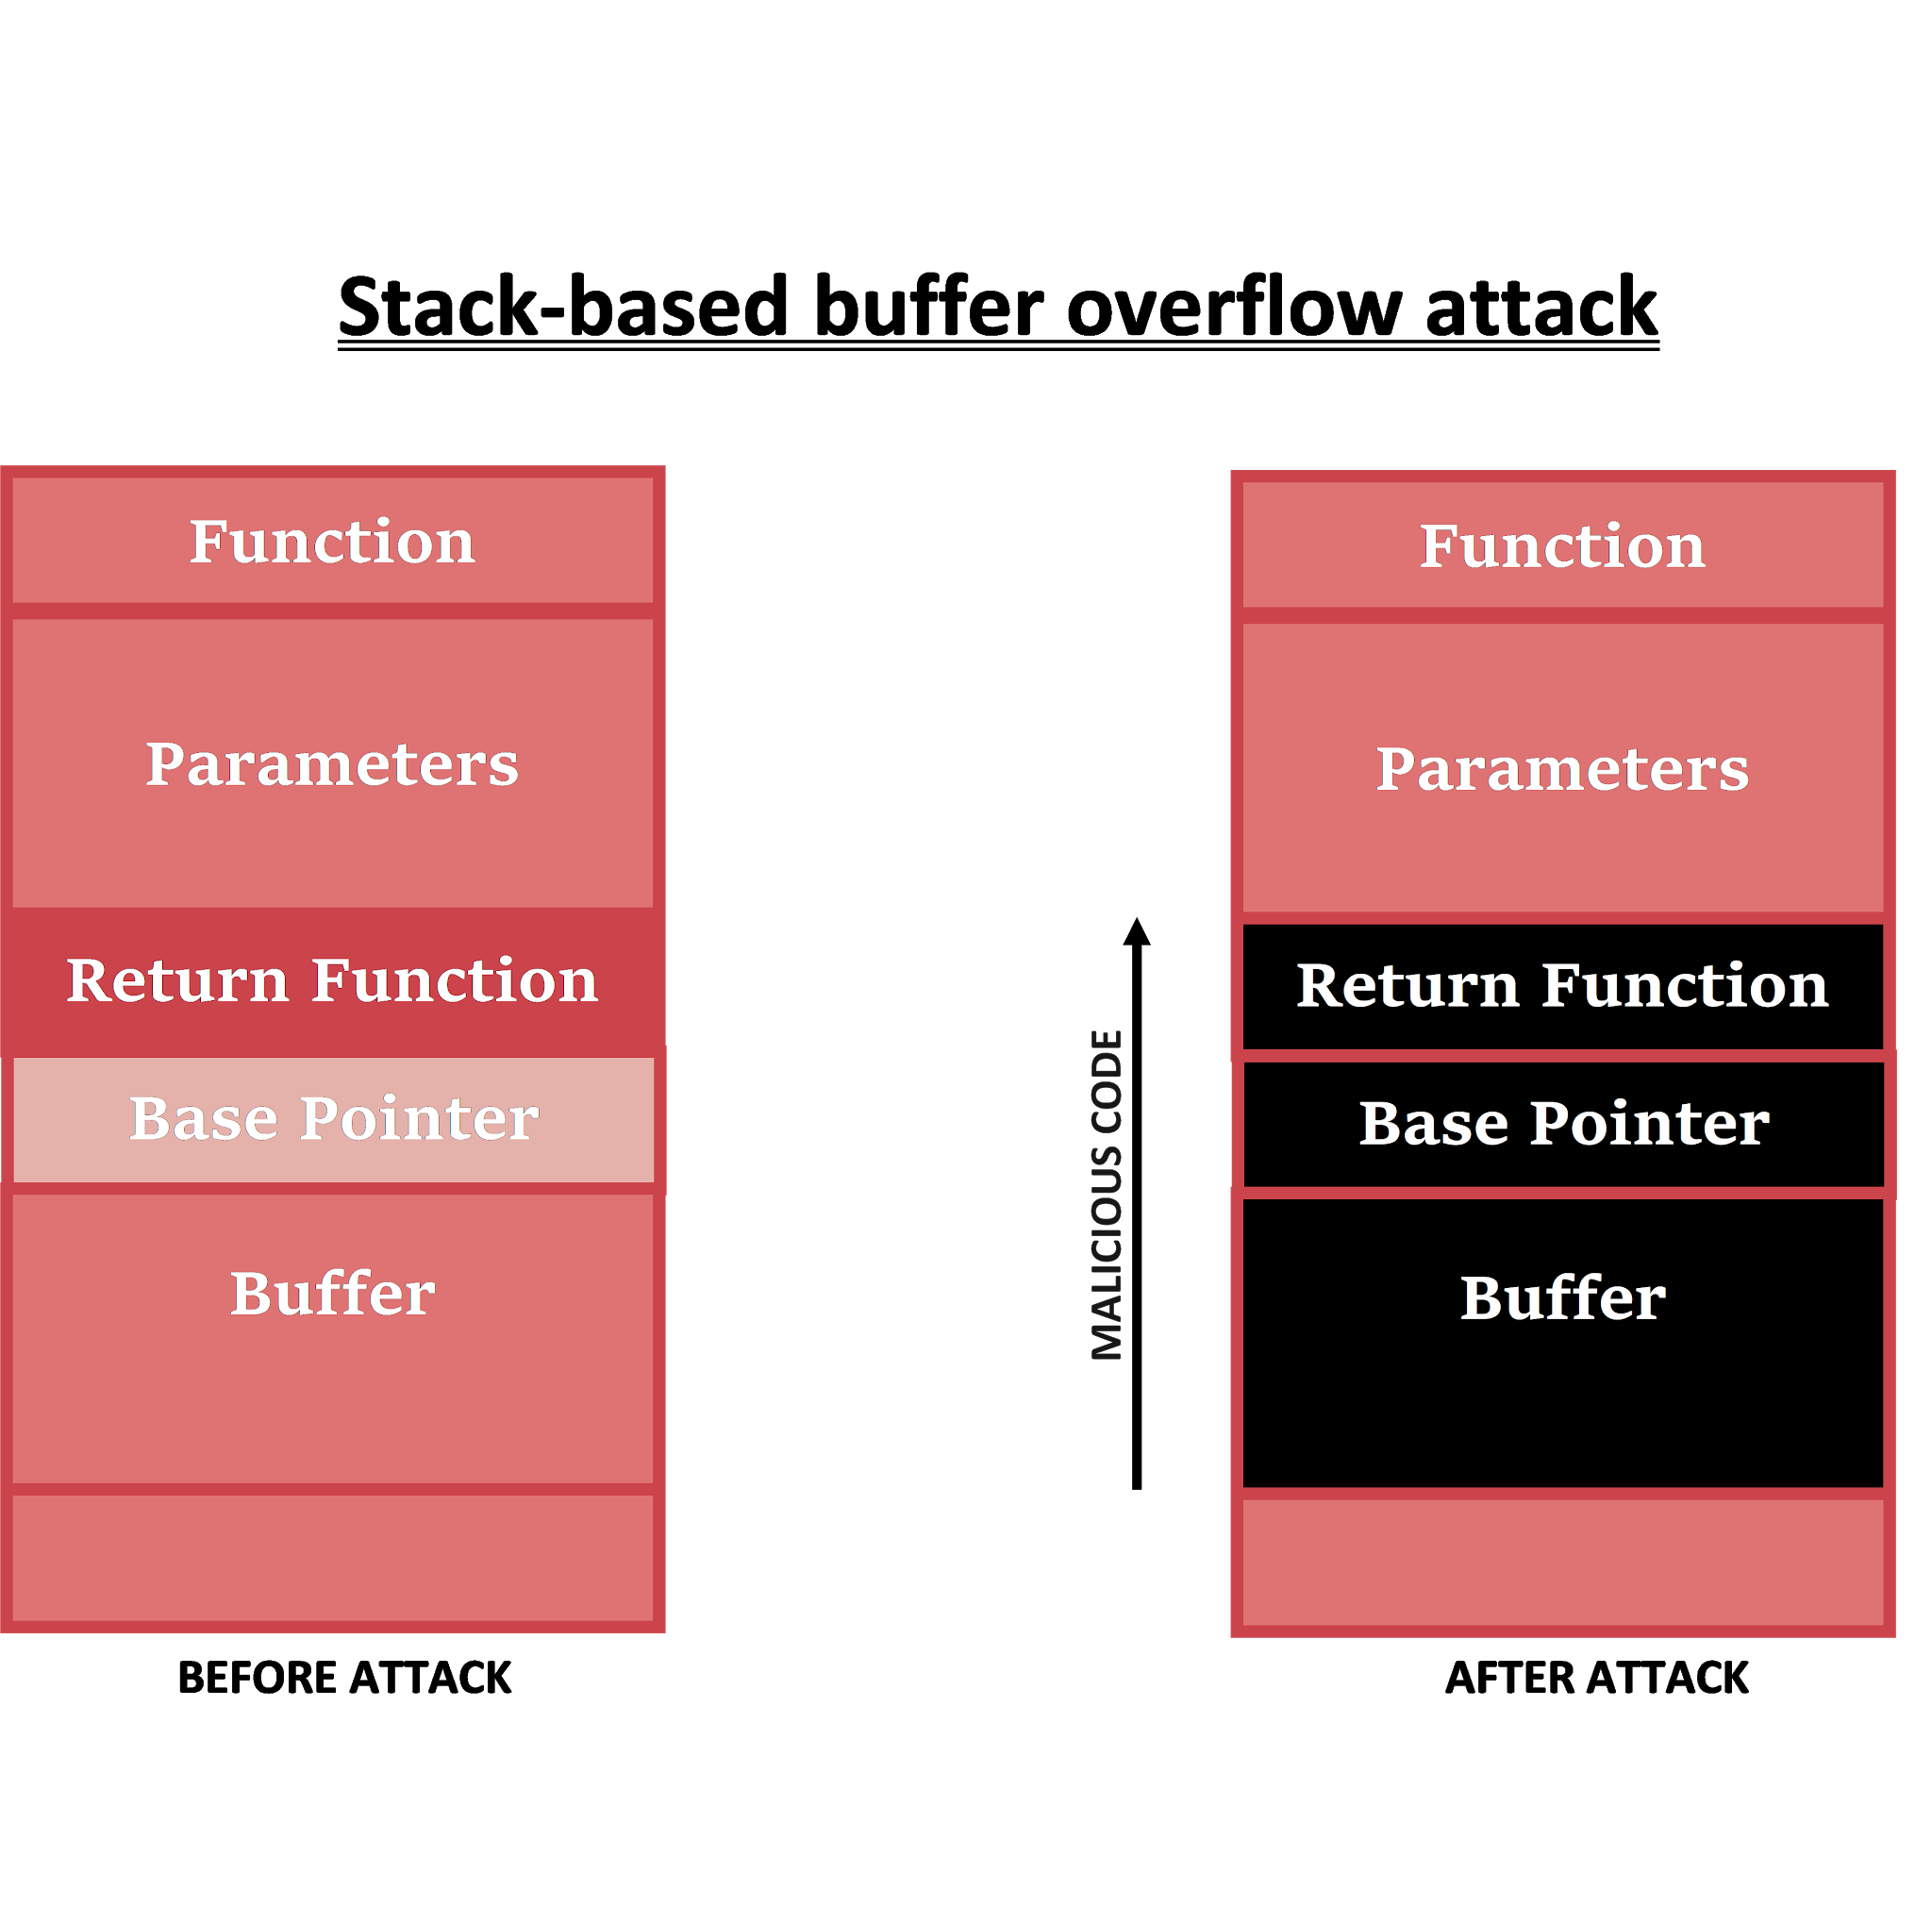 Stack-based buffer overflow attack
Function
Parameters
Return Function
Base Pointer
Buffer
BEFORE ATTACK
MALICIOUS CODE
Function
Parameters
Return Function
Base Pointer
Buffer
AFTER ATTACK